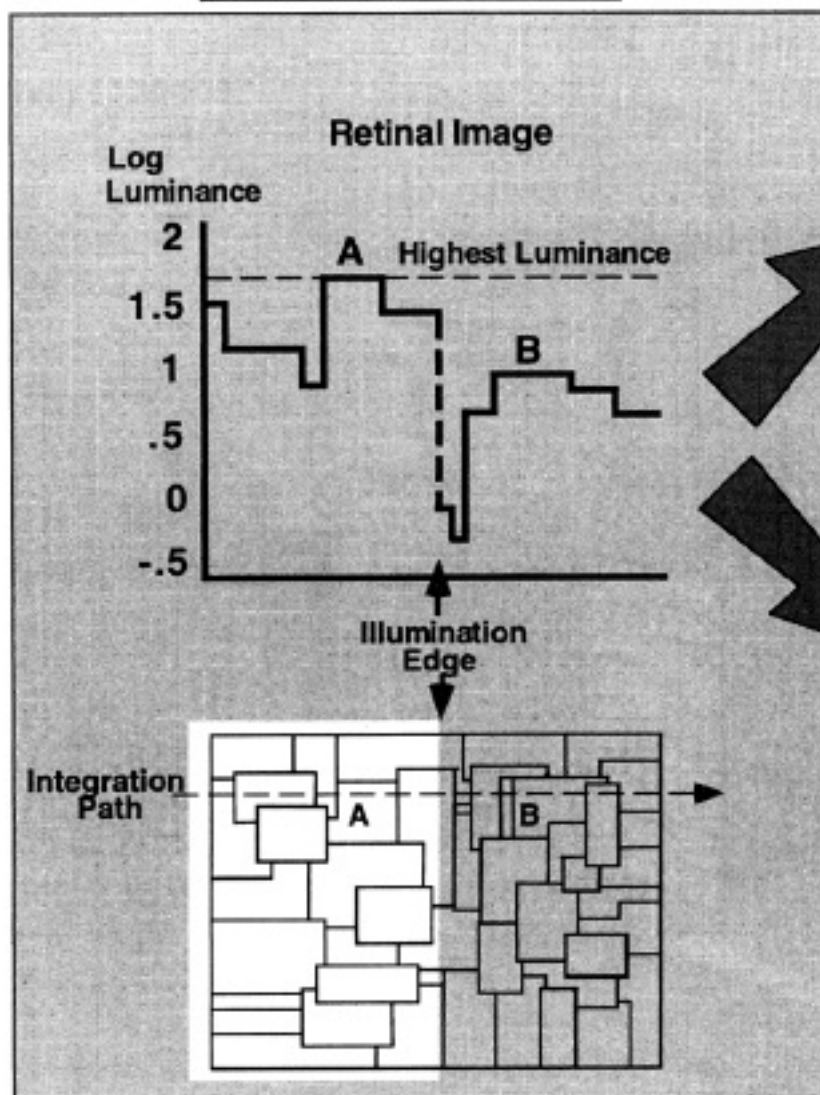 Retinal Image
Log
Luminance
2
1.5
1
.5
0
-.5
A
Highest Luminance
B
Illumination
Edge
Integration
Path
A
B